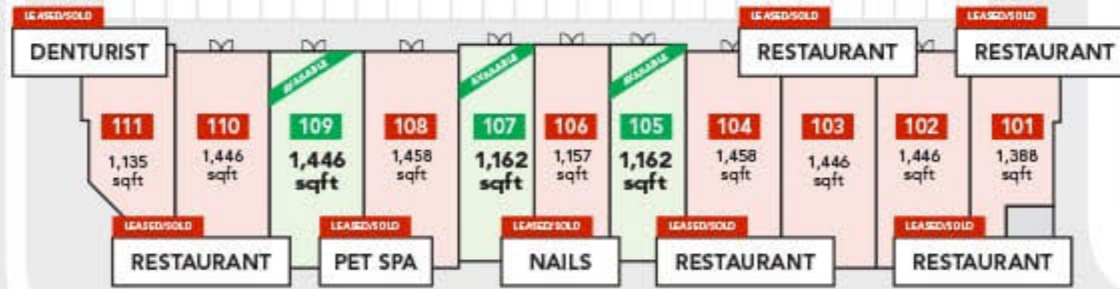 LEASED/SOLD
DENTURIST
LEASED/SOLD
RESTAURANT
LEASED/SOLD
RESTAURANT
AVAILABLE
AVAILABLE
AVAILABLE
111
1,135
sqft
110
1,446
sqft
109
1,446
sqft
108
1,458
sqft
107
1,162
sqft
106
1,157
sqft
105
1,162
sqft
104
1,458
sqft
103
1,446
sqft
102
1,446
sqft
101
1,388
sqft
LEASED/SOLD
RESTAURANT
LEASED/SOLD
PET SPA
LEASED/SOLD
NAILS
LEASED/SOLD
RESTAURANT
LEASED/SOLD
RESTAURANT